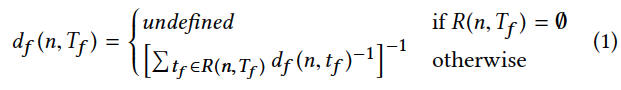 undefined if R(n, T_f) = ∅
d_f(n, T_f) = { (1)
[∑_{t_f ∈ R(n, T_f)} d_f(n, t_f)^{-1}]^{-1} otherwise